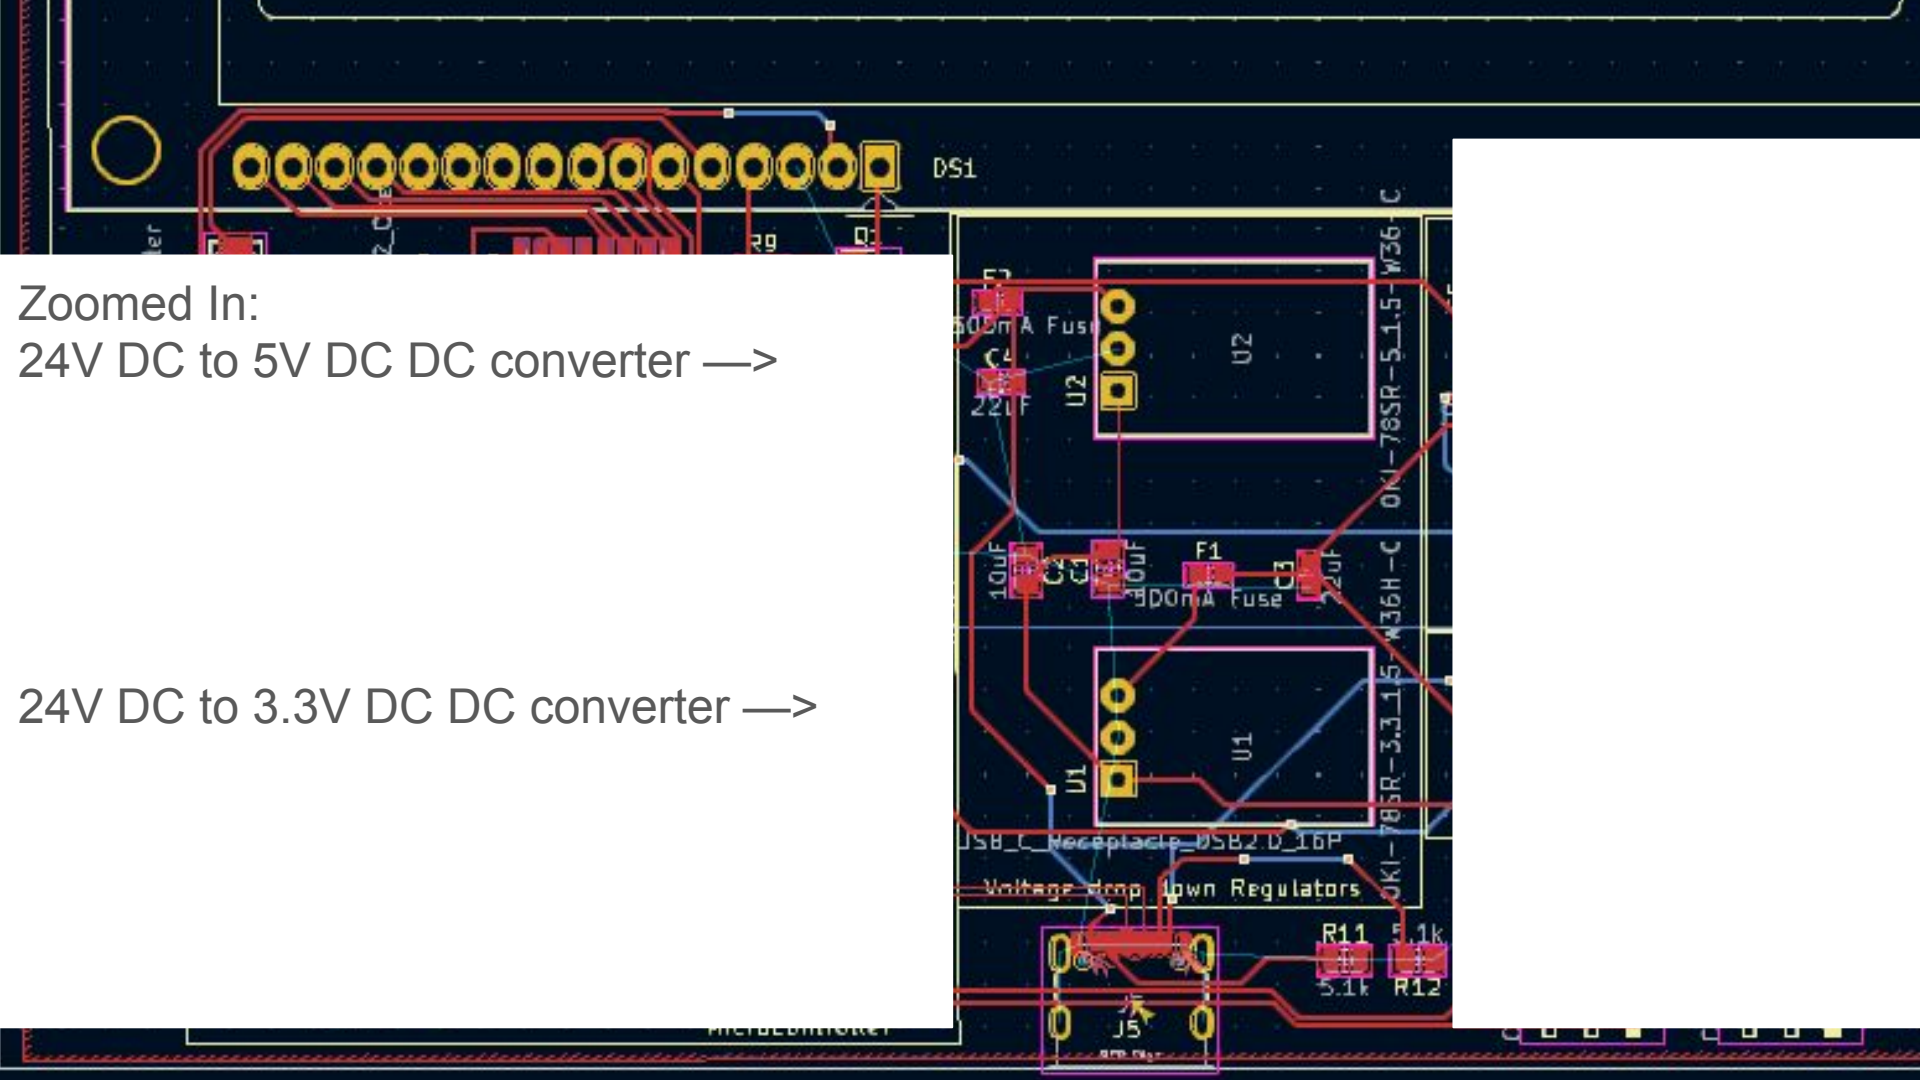 DS1
R9
Zoomed In:
24V DC to 5V DC DC converter —>
500mA Fuse
C4
22uF
U2
U2
OKI-78SR-5_1.5-W36-C
10uF
C2
C1
10uF
F1
500mA Fuse
C3
22uF
24V DC to 3.3V DC DC converter —>
U1
U1
OKI-78SR-3.3_1.5-W36H-C
USB_C_Receptacle_USB2.0_16P
Voltage drop down Regulators
R11
5.1k
5.1k
R12
J5
Microcontroller